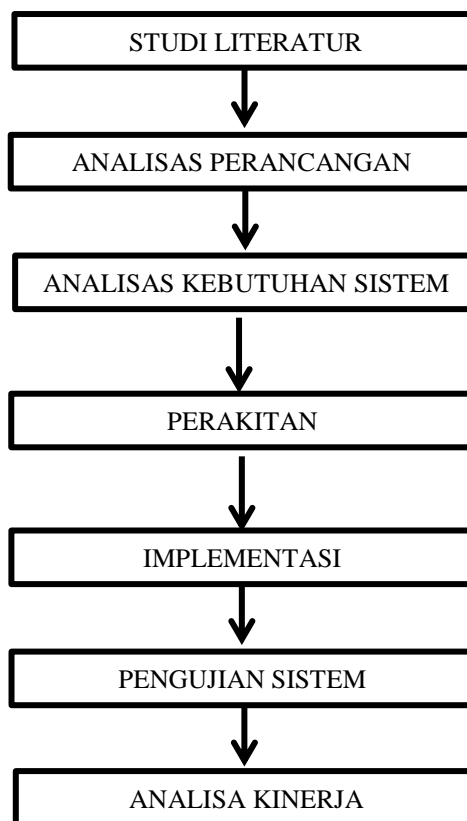 STUDI LITERATUR
ANALISAS PERANCANGAN
ANALISAS KEBUTUHAN SISTEM
PERAKITAN
IMPLEMENTASI
PENGUJIAN SISTEM
ANALISA KINERJA